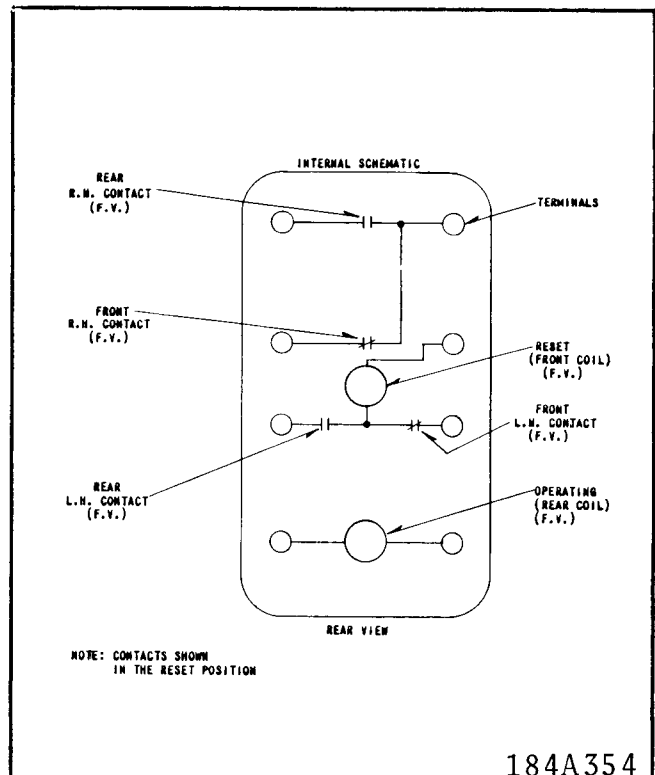 INTERNAL SCHEMATIC
REAR
R.H. CONTACT
(F.V.)
TERMINALS
FRONT
R.H. CONTACT
(F.V.)
RESET
(FRONT COIL)
(F.V.)
FRONT
L.H. CONTACT
(F.V.)
REAR
L.H. CONTACT
(F.V.)
OPERATING
(REAR COIL)
(F.V.)
REAR VIEW
NOTE: CONTACTS SHOWN
IN THE RESET POSITION
184A354